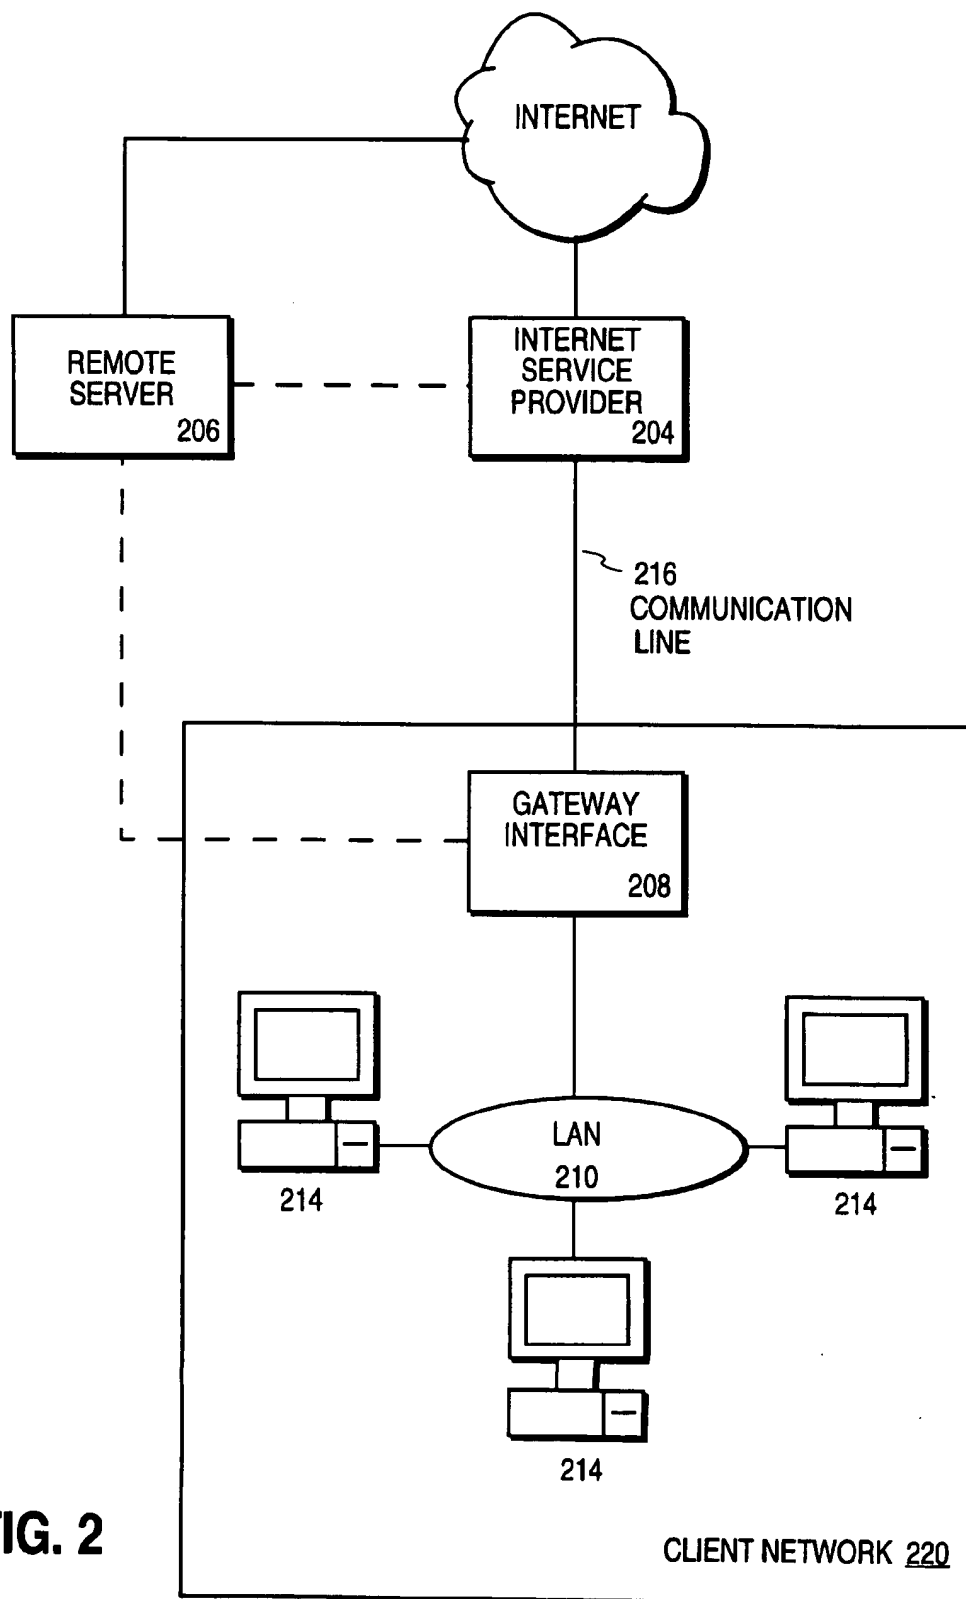 INTERNET
REMOTE
SERVER
206
INTERNET
SERVICE
PROVIDER
204
216
COMMUNICATION
LINE
GATEWAY
INTERFACE
208
LAN
210
214
214
214
IG. 2
CLIENT NETWORK 220